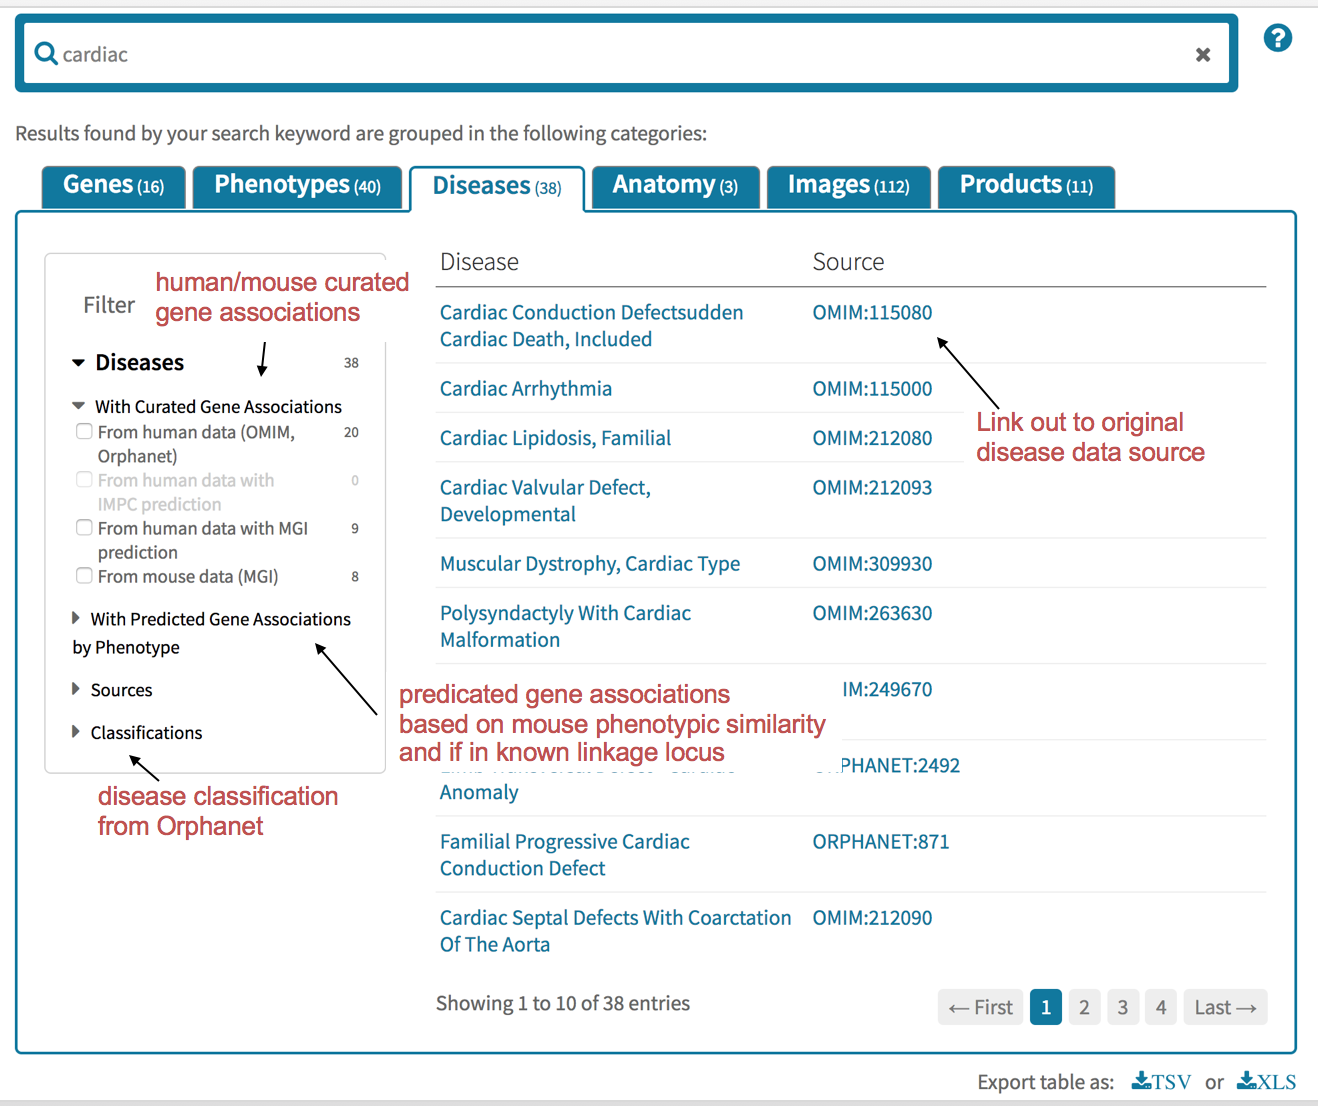 cardiac
Results found by your search keyword are grouped in the following categories:
Genes (16) Phenotypes (40) Diseases (38) Anatomy (3) Images (112) Products (11)
Filter
human/mouse curated
gene associations
Diseases 38
With Curated Gene Associations
From human data (OMIM, 20
Orphanet)
From human data with 0
IMPC prediction
From human data with MGI 9
prediction
From mouse data (MGI) 8
With Predicted Gene Associations
by Phenotype
Sources
Classifications
disease classification
from Orphanet
Disease Source
Cardiac Conduction Defectsudden OMIM:115080
Cardiac Death, Included
Cardiac Arrhythmia OMIM:115000
Link out to original
disease data source
Cardiac Lipidosis, Familial OMIM:212080
Cardiac Valvular Defect, OMIM:212093
Developmental
Muscular Dystrophy, Cardiac Type OMIM:309930
Polysyndactyly With Cardiac OMIM:263630
Malformation
IM:249670
predicated gene associations
based on mouse phenotypic similarity
and if in known linkage locus
PHANET:2492
Anomaly
Familial Progressive Cardiac ORPHANET:871
Conduction Defect
Cardiac Septal Defects With Coarctation OMIM:212090
Of The Aorta
Showing 1 to 10 of 38 entries
← First 1 2 3 4 Last →
Export table as: TSV or XLS